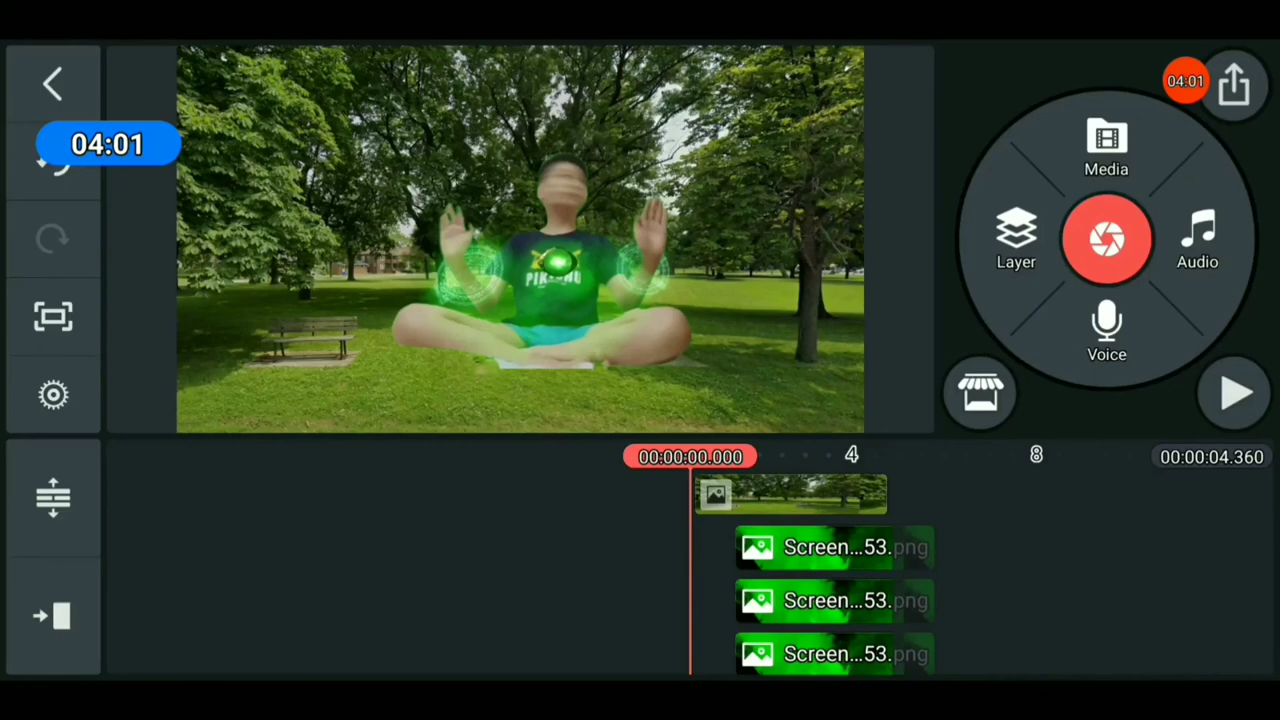 04:01
04:01
Media
Layer
Audio
Voice
00:00:00.000
4
8
00:00:04.360
Screen...53.png
Screen...53.png
Screen...53.png